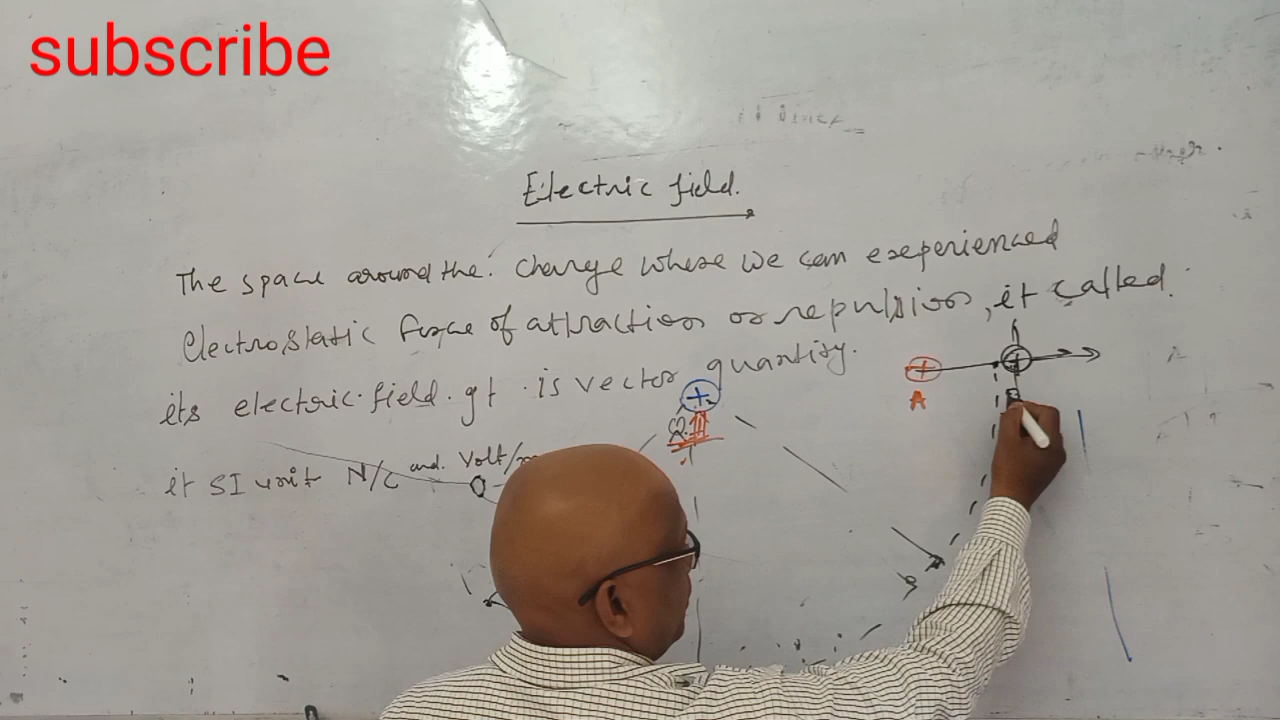 subscribe
Electric field.
The space around the charge where we can exeperienced
electrostatic force of attraction or repulsion, it called
its electric field. It is vector quantity.
it SI unit N/C and Volt/m
+
A
+
+